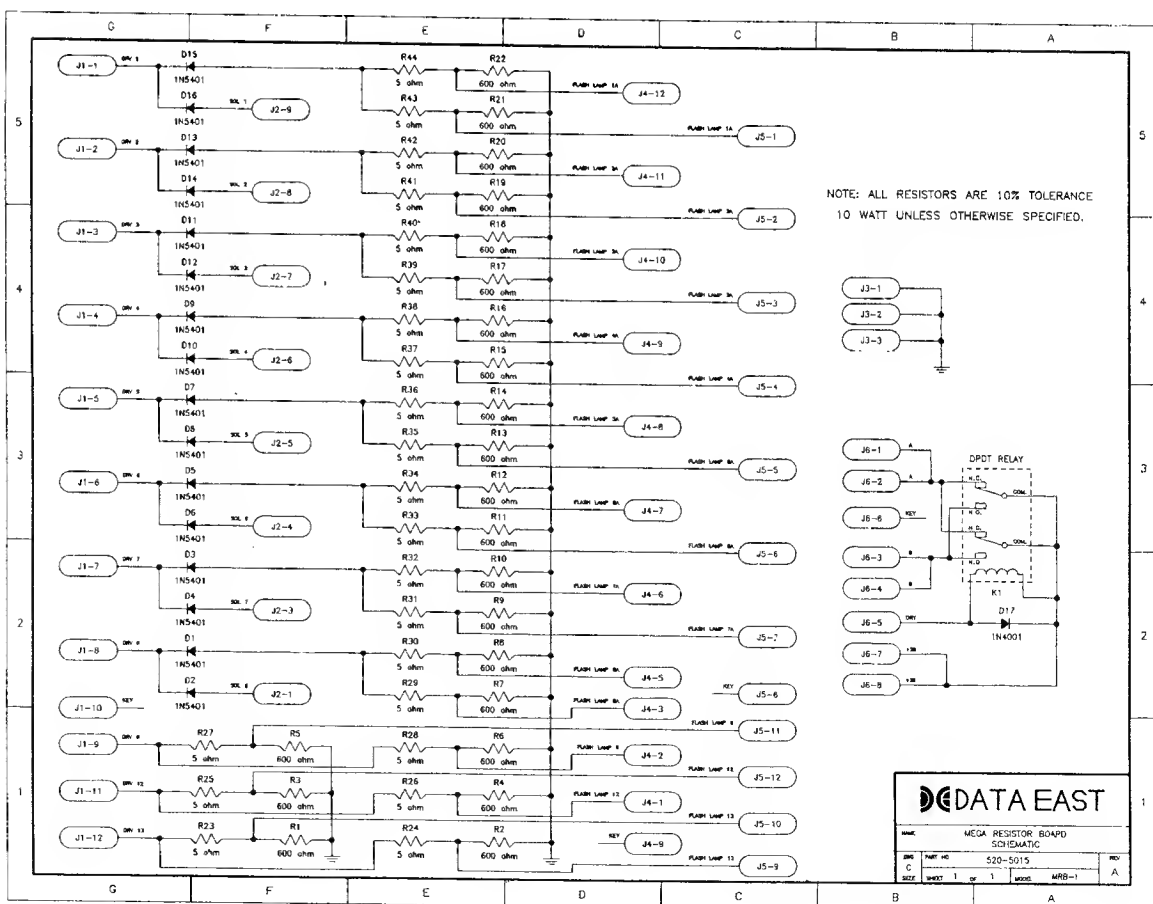 G F E D C B A
J1-1 DRV 1 D15 1N5401 R44 5 ohm R22 600 ohm FLASH LAMP 1A J4-12
D16 1N5401 SOL 1 J2-9 R43 5 ohm R21 600 ohm FLASH LAMP 1A J5-1
5 5
J1-2 DRV 2 D13 1N5401 R42 5 ohm R20 600 ohm FLASH LAMP 2A J4-11
D14 1N5401 SOL 2 J2-8 R41 5 ohm R19 600 ohm FLASH LAMP 2A J5-2
NOTE: ALL RESISTORS ARE 10% TOLERANCE
10 WATT UNLESS OTHERWISE SPECIFIED.
J1-3 DRV 3 D11 1N5401 R40 5 ohm R18 600 ohm FLASH LAMP 3A J4-10
D12 1N5401 SOL 3 J2-7 R39 5 ohm R17 600 ohm FLASH LAMP 3A J5-3
4 4
J3-1
J3-2
J3-3
J1-4 DRV 4 D9 1N5401 R38 5 ohm R16 600 ohm FLASH LAMP 4A J4-9
D10 1N5401 SOL 4 J2-6 R37 5 ohm R15 600 ohm FLASH LAMP 4A J5-4
J1-5 DRV 5 D7 1N5401 R36 5 ohm R14 600 ohm FLASH LAMP 5A J4-8
D8 1N5401 SOL 5 J2-5 R35 5 ohm R13 600 ohm J5-5
3 3
J1-6 DRV 6 D5 1N5401 R34 5 ohm R12 600 ohm FLASH LAMP 6A J4-7
D6 1N5401 SOL 6 J2-4 R33 5 ohm R11 600 ohm FLASH LAMP 6A J5-6
J6-1 A
J6-2 A
DPDT RELAY
N.C. COM. N.O.
J6-6 KEY
N.C. COM. N.O
J6-3 B
J6-4 B
K1
J6-5 DRV D17 1N4001
J6-7
J6-8
J1-7 DRV 7 D3 1N5401 R32 5 ohm R10 600 ohm FLASH LAMP 7A J4-6
D4 1N5401 SOL 7 J2-3 R31 5 ohm R9 600 ohm FLASH LAMP 7A J5-7
2 2
J1-8 DRV 8 D1 1N5401 R30 5 ohm R8 600 ohm FLASH LAMP 8A J4-5
D2 1N5401 SOL 8 J2-1 R29 5 ohm R7 600 ohm FLASH LAMP 8A J4-3
KEY J5-8
J1-10 KEY
J1-9 DRV 9 R27 5 ohm R5 600 ohm R28 5 ohm R6 600 ohm FLASH LAMP 9 J5-11
FLASH LAMP 9 J4-2
J1-11 DRV 12 R25 5 ohm R3 600 ohm R26 5 ohm R4 600 ohm FLASH LAMP 12 J5-12
FLASH LAMP 12 J4-1
1 1
J1-12 DRV 13 R23 5 ohm R1 600 ohm R24 5 ohm R2 600 ohm FLASH LAMP 13 J5-10
KEY J4-9
FLASH LAMP 13 J5-9
DATA EAST
NAME MEGA RESISTOR BOARD
SCHEMATIC
DWG C SIZE PART NO 520-5015 REV A
SHEET 1 OF 1 MODEL MRB-1
G F E D C B A